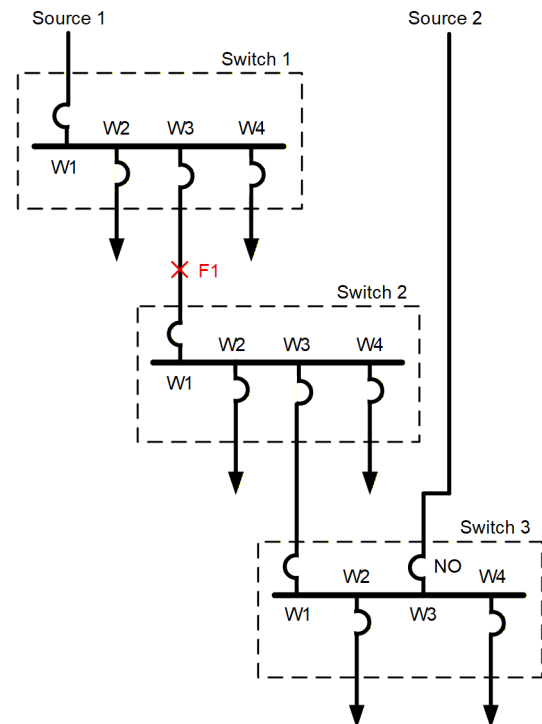 Source 1
Source 2
Switch 1
W2
W3
W4
W1
F1
Switch 2
W2
W3
W4
W1
Switch 3
NO
W2
W4
W1
W3